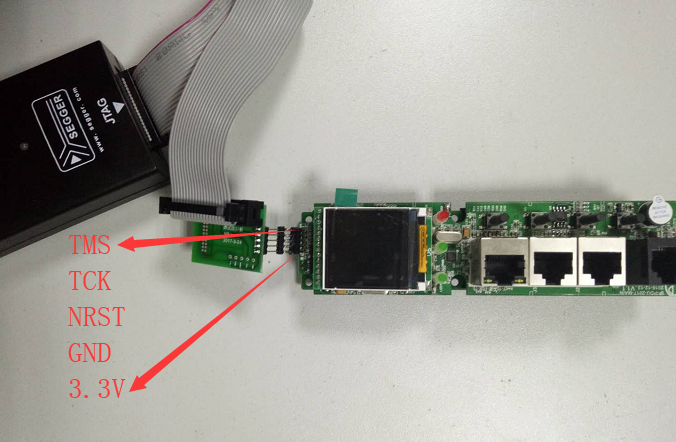 SEGGER
www.segger.com
JTAG
TMS
TCK
NRST
GND
3.3V